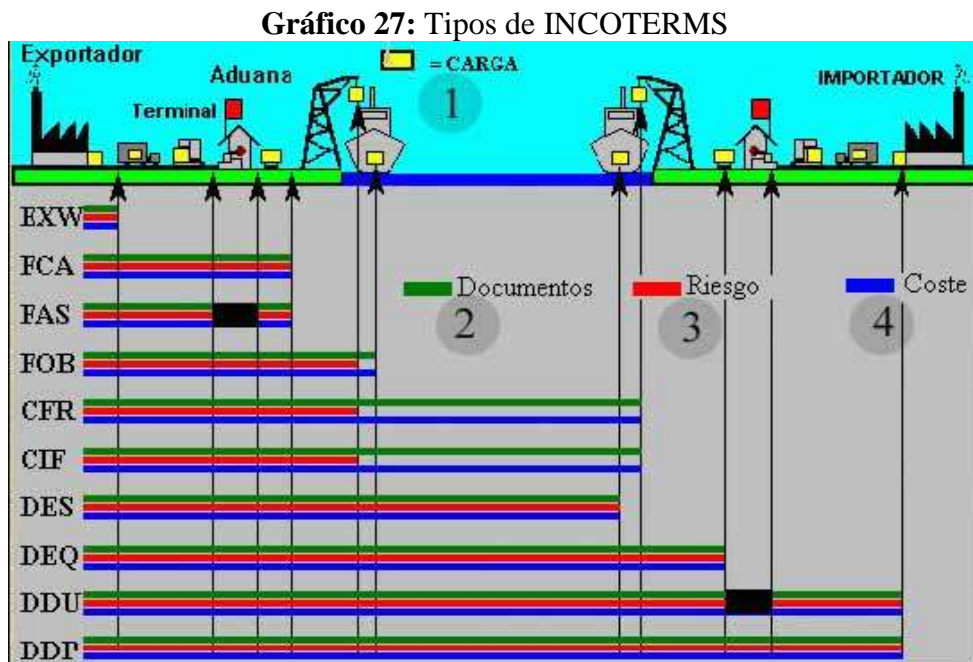 Gráfico 27: Tipos de INCOTERMS
Exportador
= CARGA
Aduana
IMPORTADOR
1
Terminal
EXW
FCA
Documentos
Riesgo
Coste
FAS
2
3
4
FOB
CFR
CIF
DES
DEQ
DDU
DDP